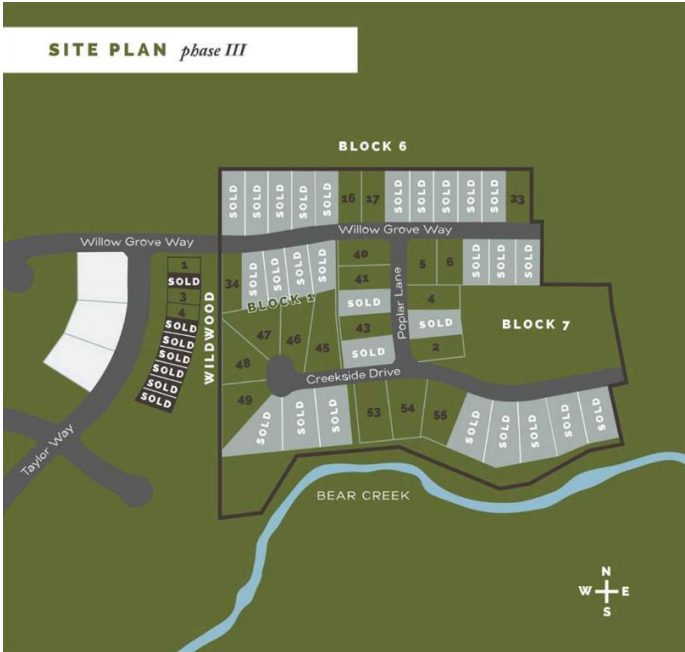 SITE PLAN phase III
BLOCK 6
SOLD
SOLD
SOLD
SOLD
SOLD
16
17
SOLD
SOLD
SOLD
SOLD
SOLD
23
Willow Grove Way
Willow Grove Way
1
SOLD
3
4
SOLD
SOLD
SOLD
SOLD
SOLD
SOLD
WILDWOOD
34
SOLD
SOLD
SOLD
SOLD
BLOCK
40
41
SOLD
43
SOLD
Poplar Lane
5
6
SOLD
SOLD
SOLD
4
SOLD
2
BLOCK 7
47
46
45
48
49
Creekside Drive
SOLD
SOLD
SOLD
53
54
55
SOLD
SOLD
SOLD
SOLD
SOLD
Taylor Way
BEAR CREEK
N
W E
S